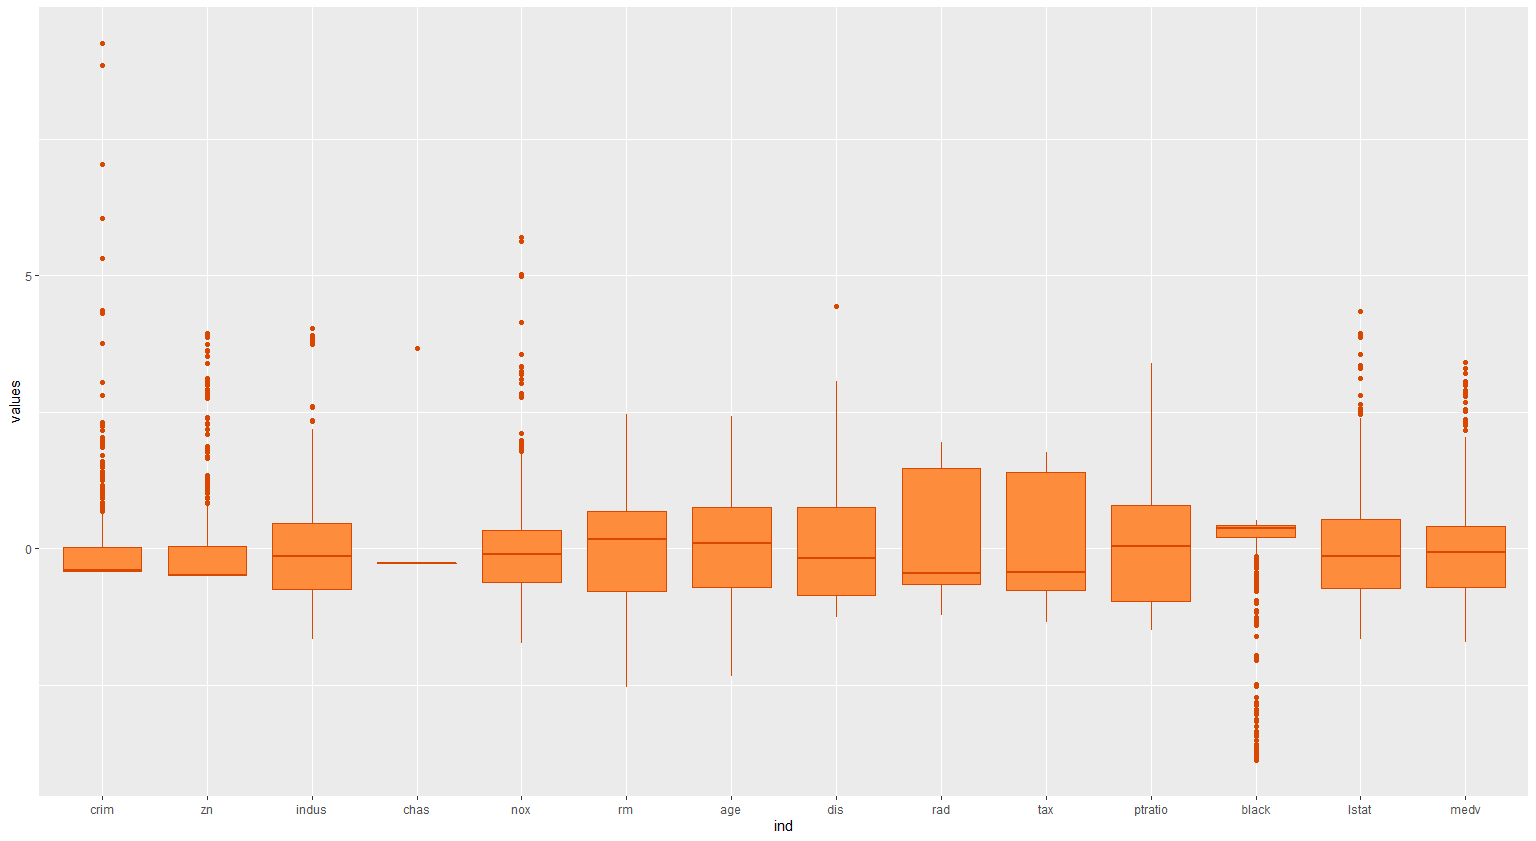 values
5
0
crim zn indus chas nox rm age dis rad tax ptratio black lstat medv
ind